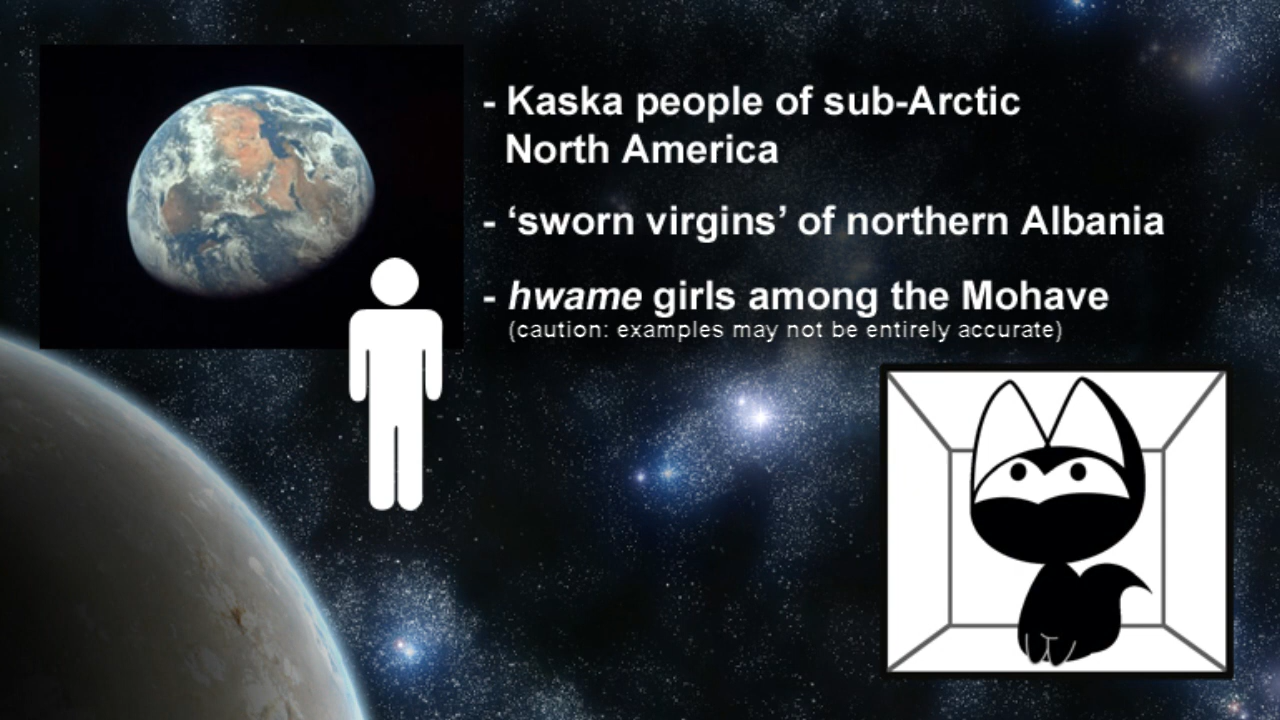 - Kaska people of sub-Arctic
North America
- ‘sworn virgins’ of northern Albania
- hwame girls among the Mohave
(caution: examples may not be entirely accurate)